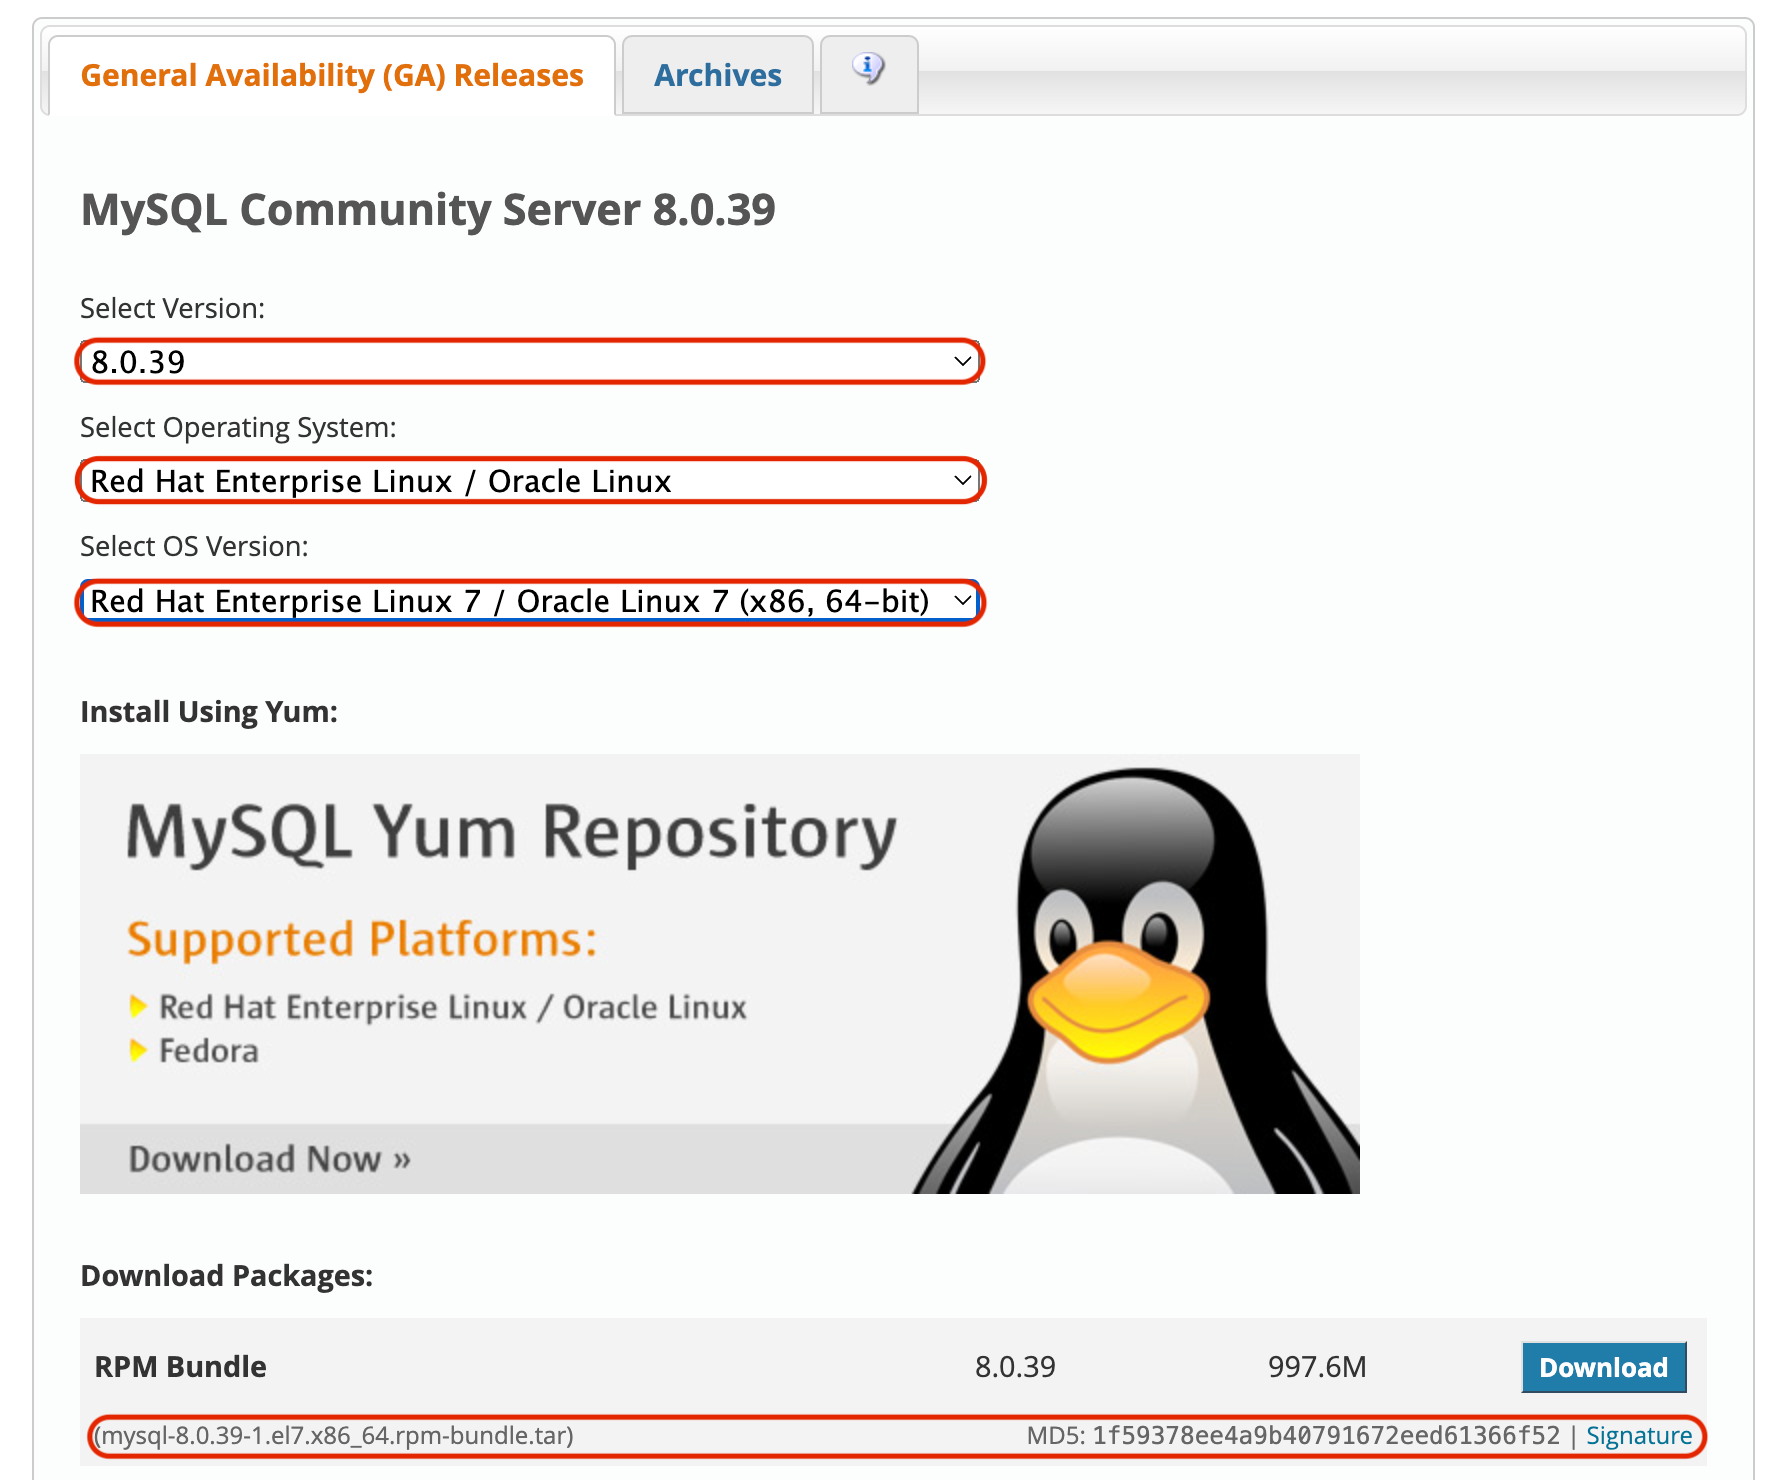 General Availability (GA) Releases
Archives
MySQL Community Server 8.0.39
Select Version:
8.0.39
Select Operating System:
Red Hat Enterprise Linux / Oracle Linux
Select OS Version:
Red Hat Enterprise Linux 7 / Oracle Linux 7 (x86, 64-bit)
Install Using Yum:
MySQL Yum Repository
Supported Platforms:
Red Hat Enterprise Linux / Oracle Linux
Fedora
Download Now »
Download Packages:
RPM Bundle 8.0.39 997.6M Download
(mysql-8.0.39-1.el7.x86_64.rpm-bundle.tar) MD5: 1f59378ee4a9b40791672eed61366f52 | Signature